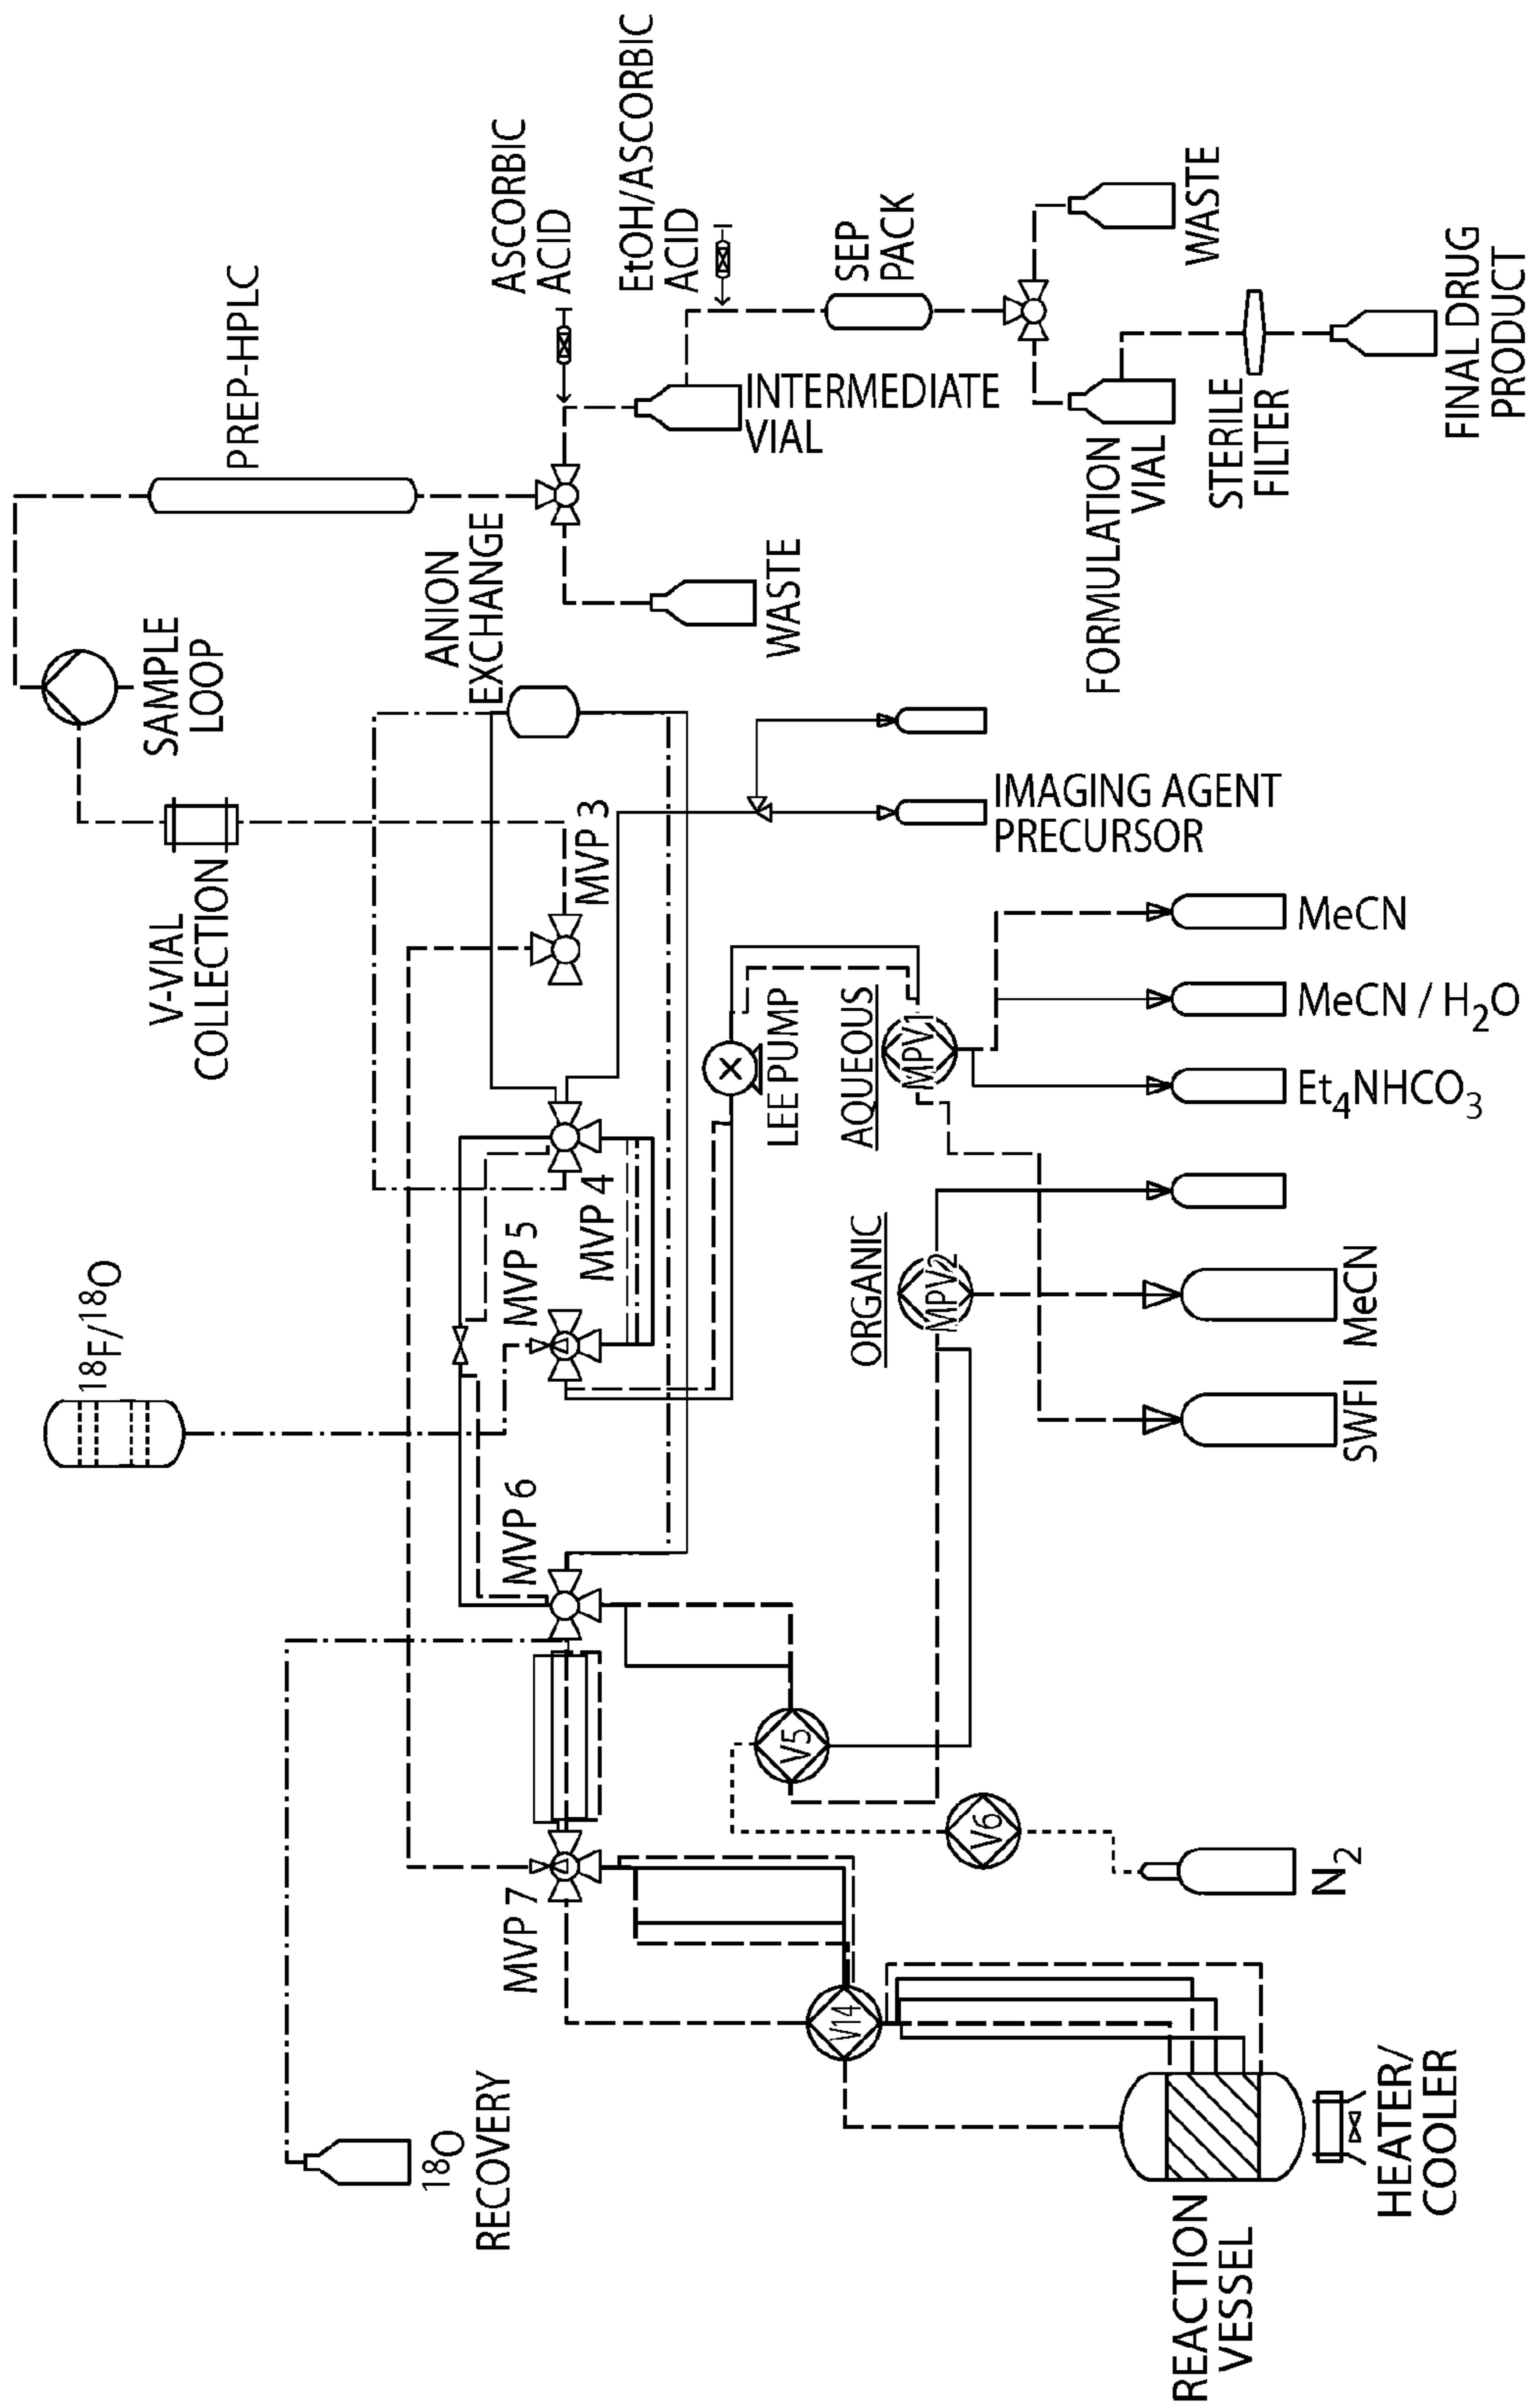 18F/18O
18O
RECOVERY
MVP 7
MVP 6
MVP 5
MVP 4
MVP 3
V-VIAL
COLLECTION
SAMPLE
LOOP
PREP-HPLC
ANION
EXCHANGE
ASCORBIC
ACID
EtOH/ASCORBIC
ACID
WASTE
INTERMEDIATE
VIAL
SEP
PACK
WASTE
FORMULATION
VIAL
STERILE
FILTER
FINAL DRUG
PRODUCT
IMAGING AGENT
PRECURSOR
LEE PUMP
AQUEOUS
MPV1
ORGANIC
MPV2
V5
V6
V14
MeCN
MeCN / H2O
Et4NHCO3
MeCN
SWFI
N2
REACTION
VESSEL
HEATER/
COOLER